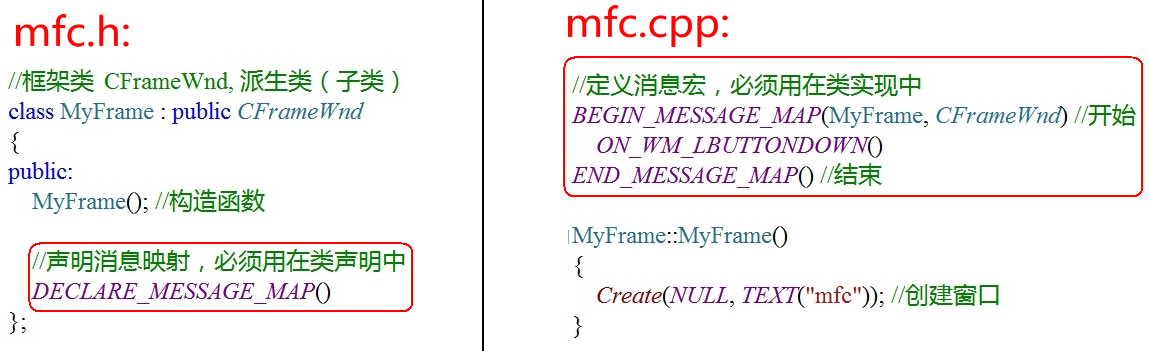 mfc.h:
//框架类 CFrameWnd, 派生类（子类）
class MyFrame : public CFrameWnd
{
public:
MyFrame(); //构造函数
//声明消息映射，必须用在类声明中
DECLARE_MESSAGE_MAP()
};
mfc.cpp:
//定义消息宏，必须用在类实现中
BEGIN_MESSAGE_MAP(MyFrame, CFrameWnd) //开始
ON_WM_LBUTTONDOWN()
END_MESSAGE_MAP() //结束
MyFrame::MyFrame()
{
Create(NULL, TEXT("mfc")); //创建窗口
}